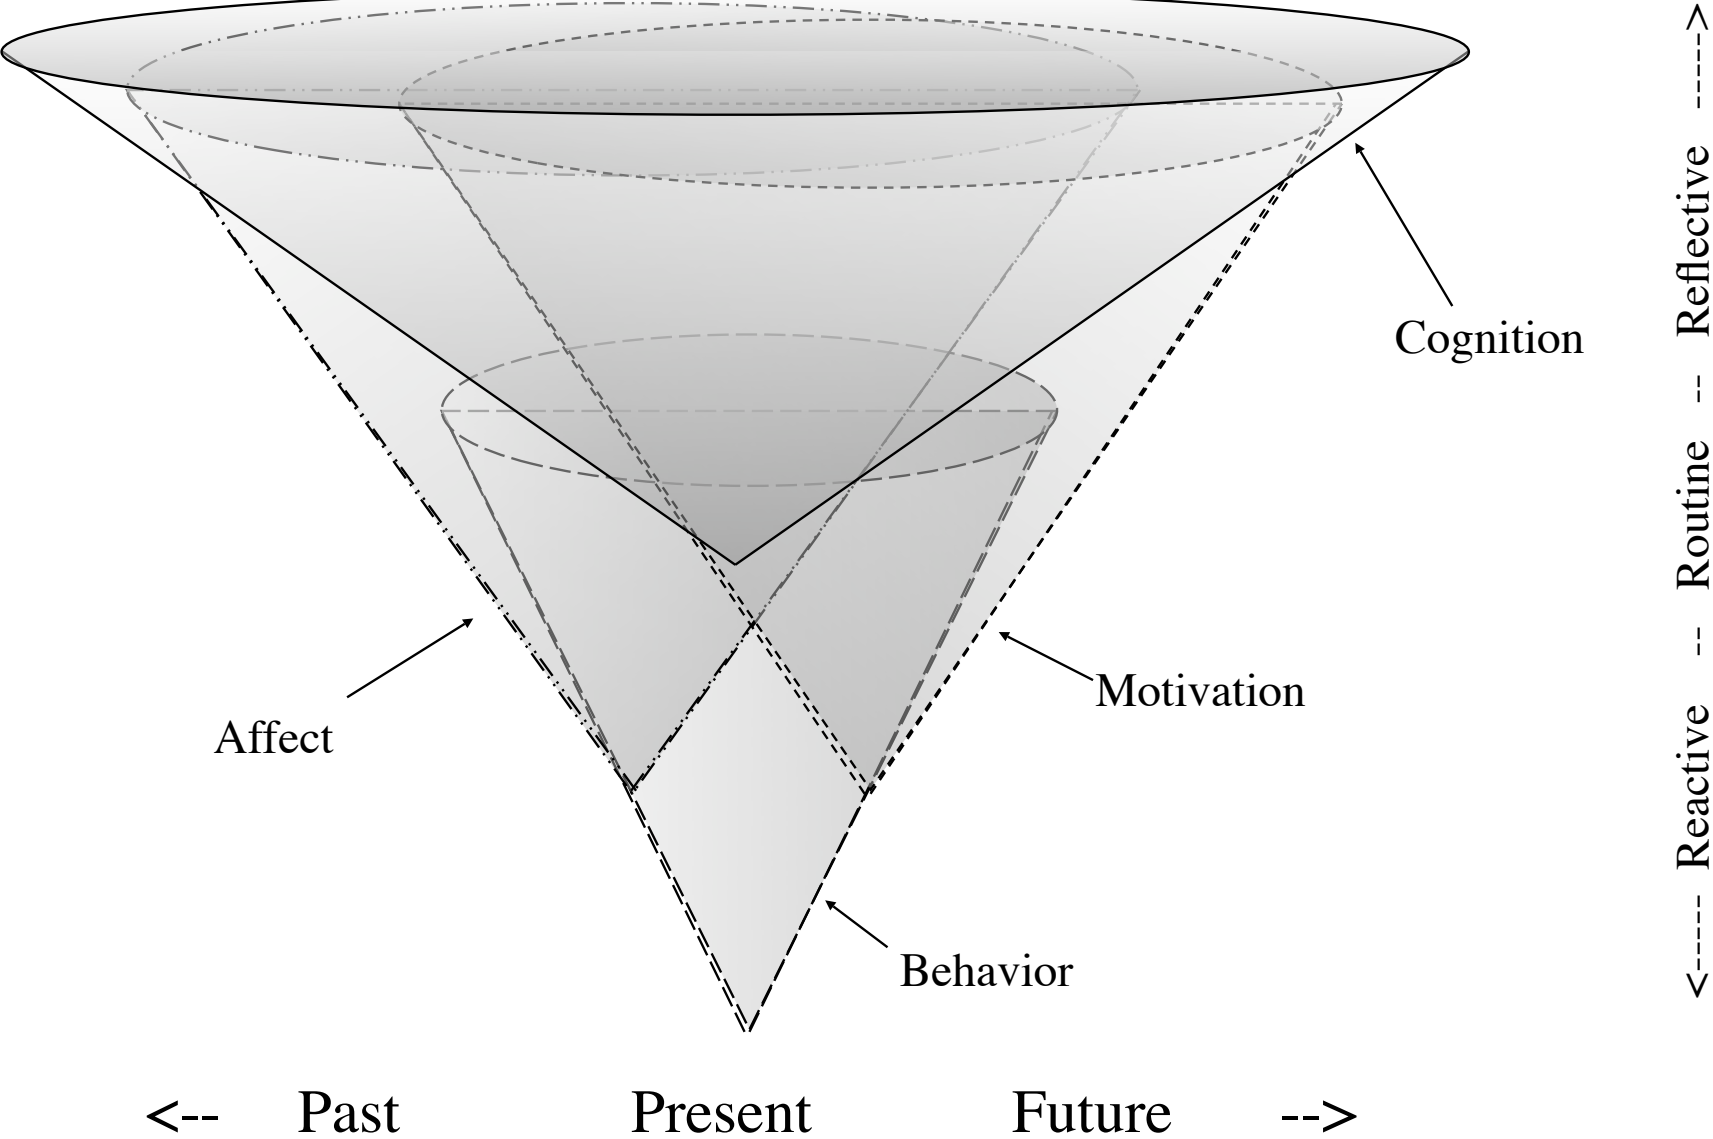 Cognition
Motivation
Affect
Behavior
<-- Past Present Future -->
<----- Reactive -- Routine -- Reflective ----->